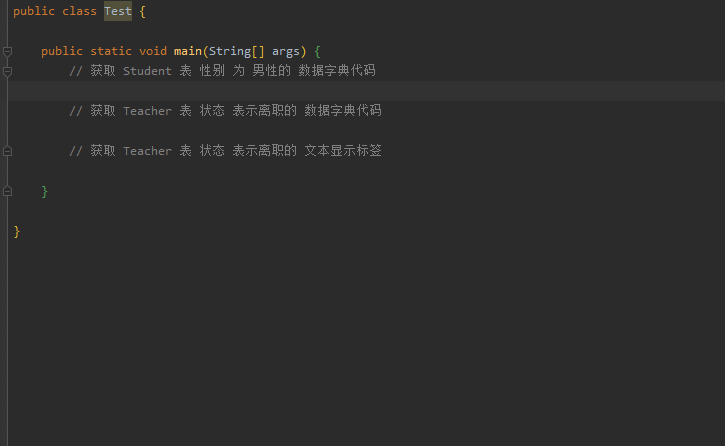 public class Test {
public static void main(String[] args) {
// 获取 Student 表 性别 为 男性的 数据字典代码
// 获取 Teacher 表 状态 表示离职的 数据字典代码
// 获取 Teacher 表 状态 表示离职的 文本显示标签
}
}